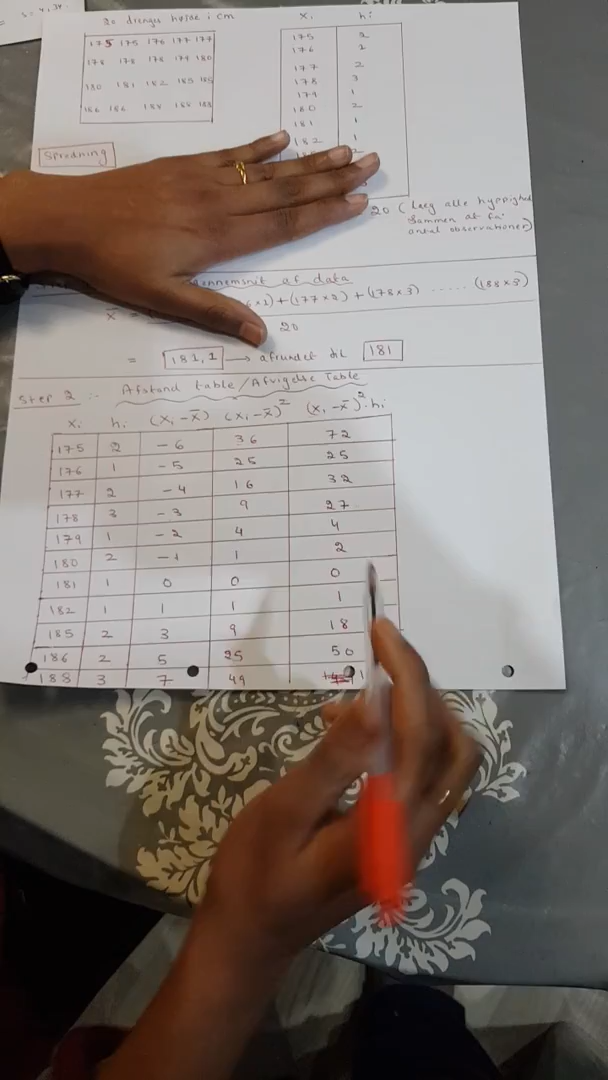 20 drenges højde i cm
175 175 176 177 177
178 178 178 179 180
180 181 182 185 185
186 186 188 188 188
xi hi
175 2
176 1
177 2
178 3
179 1
180 2
181 1
182 1
2
20 (Læg alle hyppighed
sammen at få
antal observationer)
Spredning
gennemsnit af data
x̄ = x1)+(177×2)+(178×3) ..... (188×3)
20
= 181,1 → afrundet til 181
Step 2 :- Afstand table/Afvigelse Table
xi hi (xi-x̄) (xi-x̄)² (xi-x̄)²·hi
175 2 -6 36 72
176 1 -5 25 25
177 2 -4 16 32
178 3 -3 9 27
179 1 -2 4 4
180 2 -1 1 2
181 1 0 0 0
182 1 1 1 1
185 2 3 9 18
186 2 5 25 50
188 3 7 49